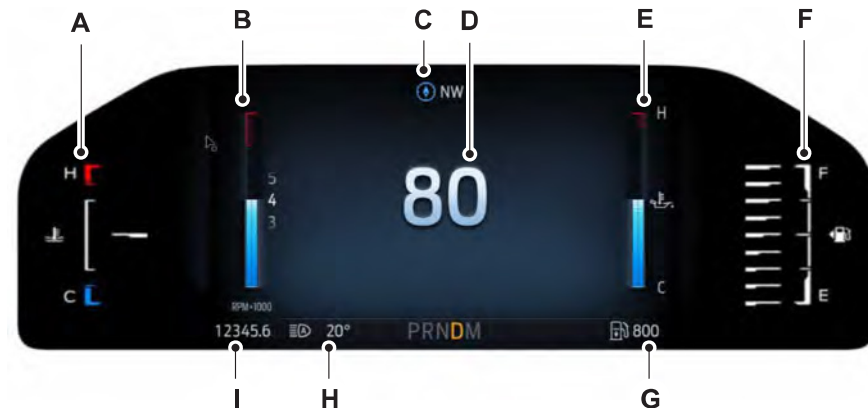 A B C D E F
NW
H
H F
5
4
3
80
C E
C
RPM×1000
12345.6 20° PRNDM 800
I H G